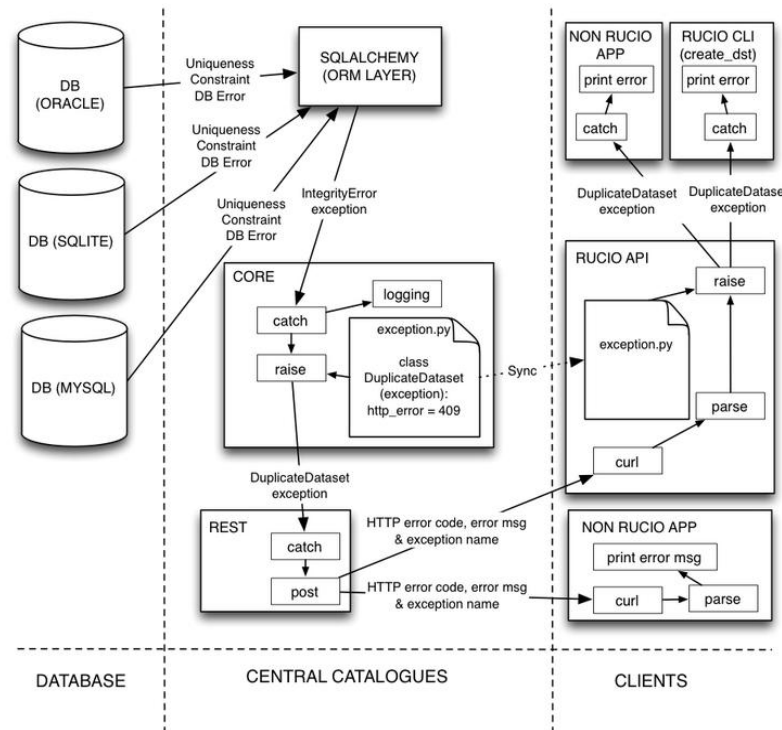 DB
(ORACLE)
DB (SQLITE)
DB (MYSQL)
Uniqueness
Constraint
DB Error
Uniqueness
Constraint
DB Error
Uniqueness
Constraint
DB Error
SQLALCHEMY
(ORM LAYER)
IntegrityError
exception
CORE
catch
logging
raise
exception.py
class
DuplicateDataset
(exception):
http_error = 409
Sync
DuplicateDataset
exception
REST
catch
post
HTTP error code, error msg
& exception name
HTTP error code, error msg
& exception name
NON RUCIO
APP
print error
catch
RUCIO CLI
(create_dst)
print error
catch
DuplicateDataset
exception
DuplicateDataset
exception
RUCIO API
raise
exception.py
parse
curl
NON RUCIO APP
print error msg
curl
parse
DATABASE
CENTRAL CATALOGUES
CLIENTS